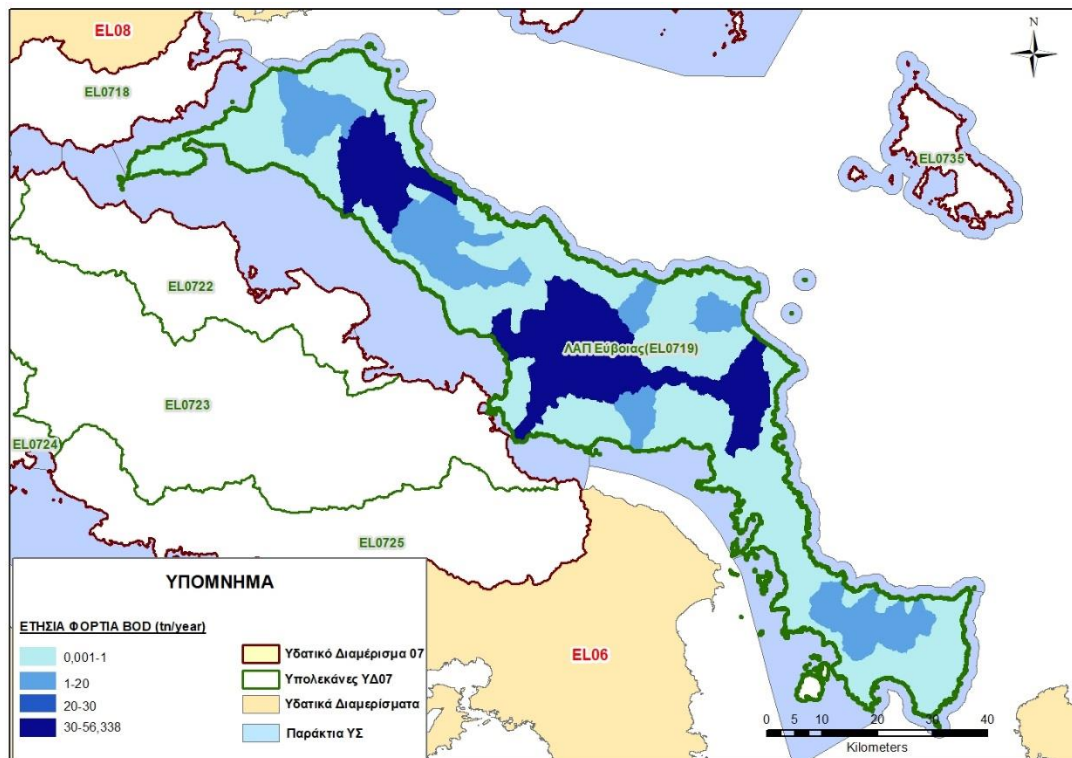 EL08
N
EL0718
EL0735
EL0722
ΛΑΠ Εύβοιας(EL0719)
EL0723
EL0724
EL0725
EL06
ΥΠΟΜΝΗΜΑ
ΕΤΗΣΙΑ ΦΟΡΤΙΑ BOD (tn/year)
0,001-1
1-20
20-30
30-56,338
Υδατικό Διαμέρισμα 07
Υπολεκάνες ΥΔ07
Υδατικά Διαμερίσματα
Παράκτια ΥΣ
0 5 10 20 30 40
Kilometers